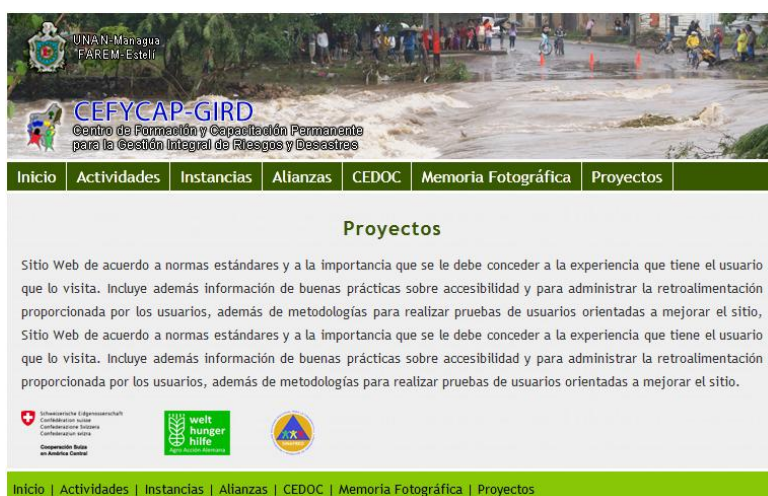 UNAN-Managua
FAREM-Estelí
CEFYCAP-GIRD
Centro de Formación y Capacitación Permanente
para la Gestión Integral de Riesgos y Desastres
Inicio Actividades Instancias Alianzas CEDOC Memoria Fotográfica Proyectos
Proyectos
Sitio Web de acuerdo a normas estándares y a la importancia que se le debe conceder a la experiencia que tiene el usuario
que lo visita. Incluye además información de buenas prácticas sobre accesibilidad y para administrar la retroalimentación
proporcionada por los usuarios, además de metodologías para realizar pruebas de usuarios orientadas a mejorar el sitio,
Sitio Web de acuerdo a normas estándares y a la importancia que se le debe conceder a la experiencia que tiene el usuario
que lo visita. Incluye además información de buenas prácticas sobre accesibilidad y para administrar la retroalimentación
proporcionada por los usuarios, además de metodologías para realizar pruebas de usuarios orientadas a mejorar el sitio.
Schweizerische Eidgenossenschaft
Confédération suisse
Confederazione Svizzera
Confederaziun svizra
Cooperación Suiza
en América Central
welt
hunger
hilfe
Agro Acción Alemana
Inicio | Actividades | Instancias | Alianzas | CEDOC | Memoria Fotográfica | Proyectos